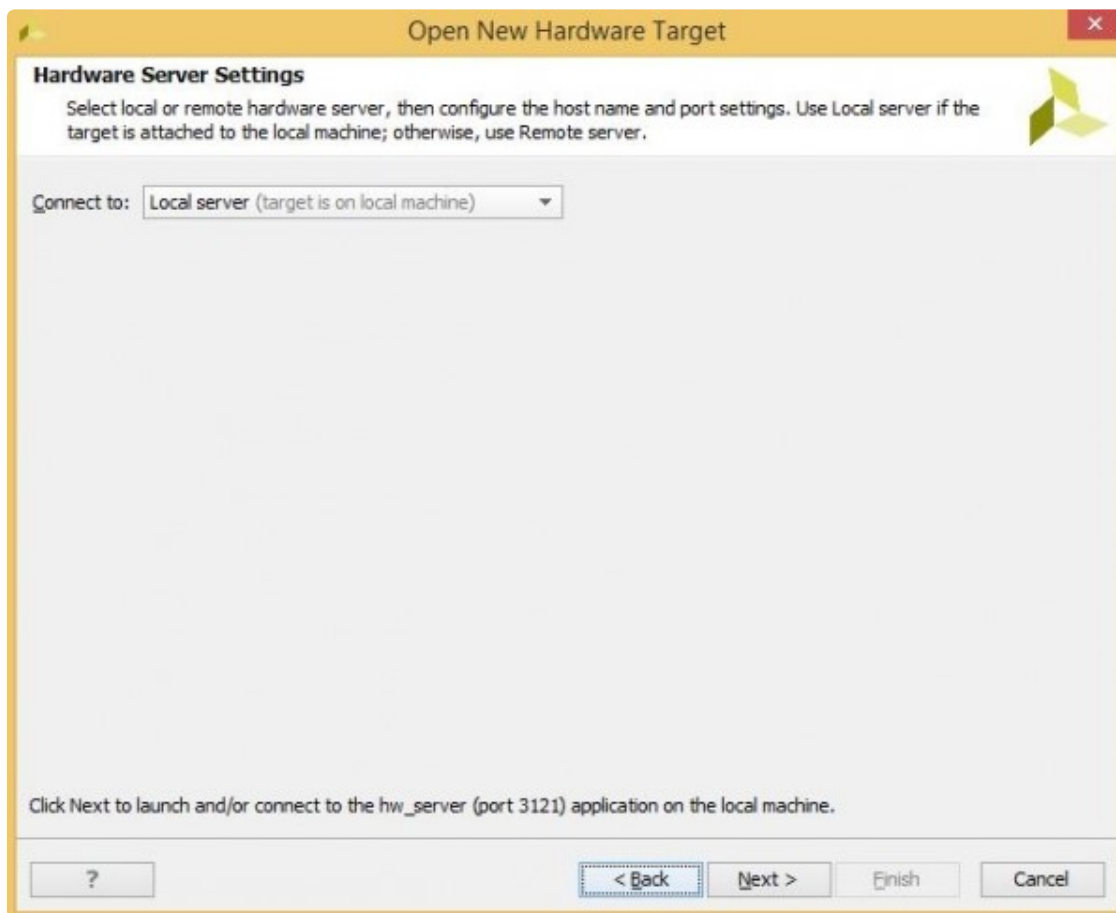 Open New Hardware Target
Hardware Server Settings
Select local or remote hardware server, then configure the host name and port settings. Use Local server if the
target is attached to the local machine; otherwise, use Remote server.
Connect to: Local server (target is on local machine)
Click Next to launch and/or connect to the hw_server (port 3121) application on the local machine.
? < Back Next > Finish Cancel